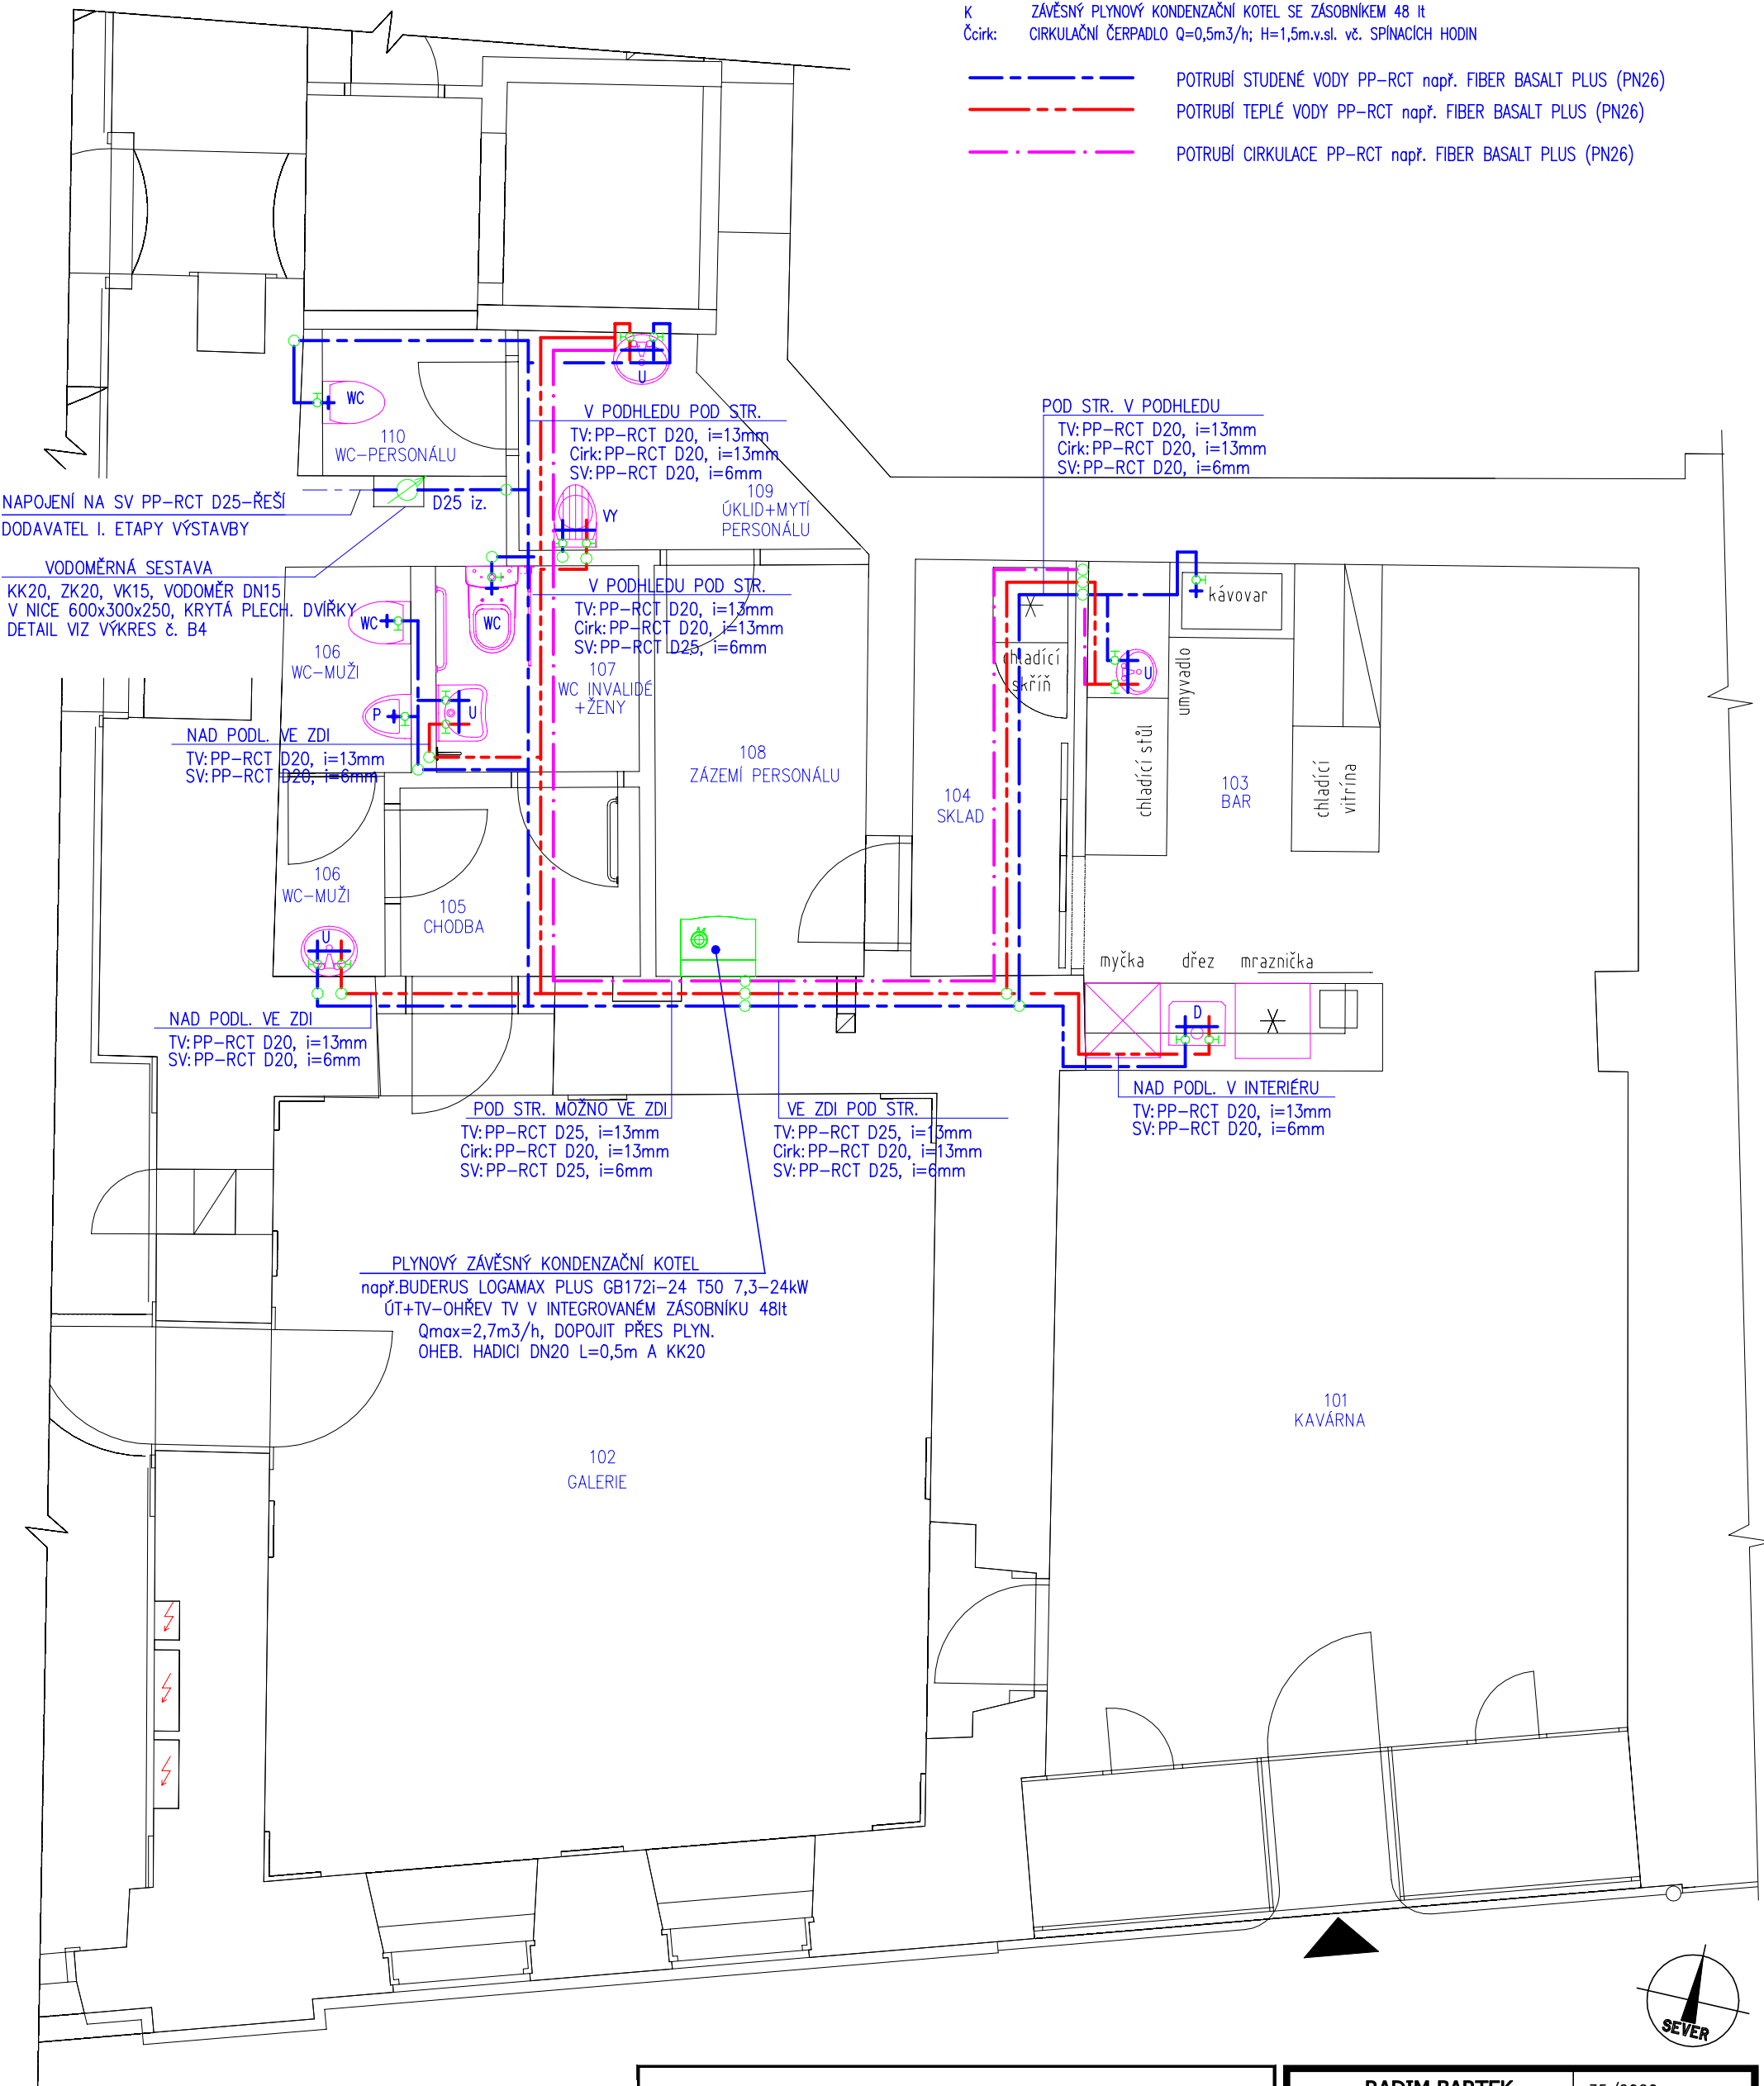 K ZÁVĚSNÝ PLYNOVÝ KONDENZAČNÍ KOTEL SE ZÁSOBNÍKEM 48 lt
Čcirk: CIRKULAČNÍ ČERPADLO Q=0,5m3/h; H=1,5m.v.sl. vč. SPÍNACÍCH HODIN
POTRUBÍ STUDENÉ VODY PP-RCT např. FIBER BASALT PLUS (PN26)
POTRUBÍ TEPLÉ VODY PP-RCT např. FIBER BASALT PLUS (PN26)
POTRUBÍ CIRKULACE PP-RCT např. FIBER BASALT PLUS (PN26)
U
WC
110
WC-PERSONÁLU
V PODHLEDU POD STR.
TV:PP-RCT D20, i=13mm
Cirk:PP-RCT D20, i=13mm
SV:PP-RCT D20, i=6mm
POD STR. V PODHLEDU
TV:PP-RCT D20, i=13mm
Cirk:PP-RCT D20, i=13mm
SV:PP-RCT D20, i=6mm
NAPOJENÍ NA SV PP-RCT D25-ŘEŠÍ
DODAVATEL I. ETAPY VÝSTAVBY
D25 iz.
VY
109
ÚKLID+MYTÍ
PERSONÁLU
VODOMĚRNÁ SESTAVA
KK20, ZK20, VK15, VODOMĚR DN15
V NICE 600x300x250, KRYTÁ PLECH. DVÍŘKY
DETAIL VIZ VÝKRES č. B4
V PODHLEDU POD STR.
TV:PP-RCT D20, i=13mm
Cirk:PP-RCT D20, i=13mm
SV:PP-RCT D25, i=6mm
WC
WC
106
WC-MUŽI
107
WC INVALIDÉ
+ŽENY
P
U
kávovar
chladící
skříň
U
umyvadlo
NAD PODL. VE ZDI
TV:PP-RCT D20, i=13mm
SV:PP-RCT D20, i=6mm
108
ZÁZEMÍ PERSONÁLU
104
SKLAD
chladící stůl
103
BAR
chladící
vitrína
106
WC-MUŽI
105
CHODBA
U
myčka dřez mraznička
D
NAD PODL. VE ZDI
TV:PP-RCT D20, i=13mm
SV:PP-RCT D20, i=6mm
POD STR. MOŽNO VE ZDI
TV:PP-RCT D25, i=13mm
Cirk:PP-RCT D20, i=13mm
SV:PP-RCT D25, i=6mm
VE ZDI POD STR.
TV:PP-RCT D25, i=13mm
Cirk:PP-RCT D20, i=13mm
SV:PP-RCT D25, i=6mm
NAD PODL. V INTERIÉRU
TV:PP-RCT D20, i=13mm
SV:PP-RCT D20, i=6mm
PLYNOVÝ ZÁVĚSNÝ KONDENZAČNÍ KOTEL
např.BUDERUS LOGAMAX PLUS GB172i-24 T50 7,3-24kW
ÚT+TV-OHŘEV TV V INTEGROVANÉM ZÁSOBNÍKU 48lt
Qmax=2,7m3/h, DOPOJIT PŘES PLYN.
OHEB. HADICI DN20 L=0,5m A KK20
101
KAVÁRNA
102
GALERIE
SEVER